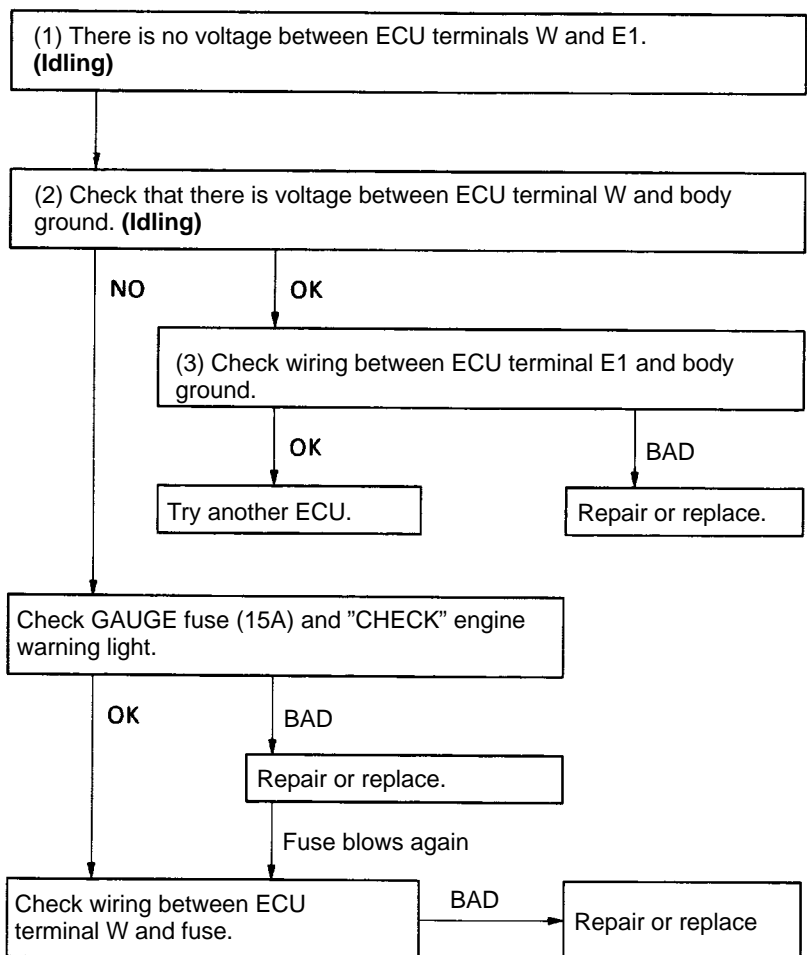 (1) There is no voltage between ECU terminals W and E1.
(Idling)
(2) Check that there is voltage between ECU terminal W and body
ground. (Idling)
NO
OK
(3) Check wiring between ECU terminal E1 and body
ground.
OK
BAD
Try another ECU.
Repair or replace.
Check GAUGE fuse (15A) and ”CHECK” engine
warning light.
OK
BAD
Repair or replace.
Fuse blows again
Check wiring between ECU
terminal W and fuse.
BAD
Repair or replace